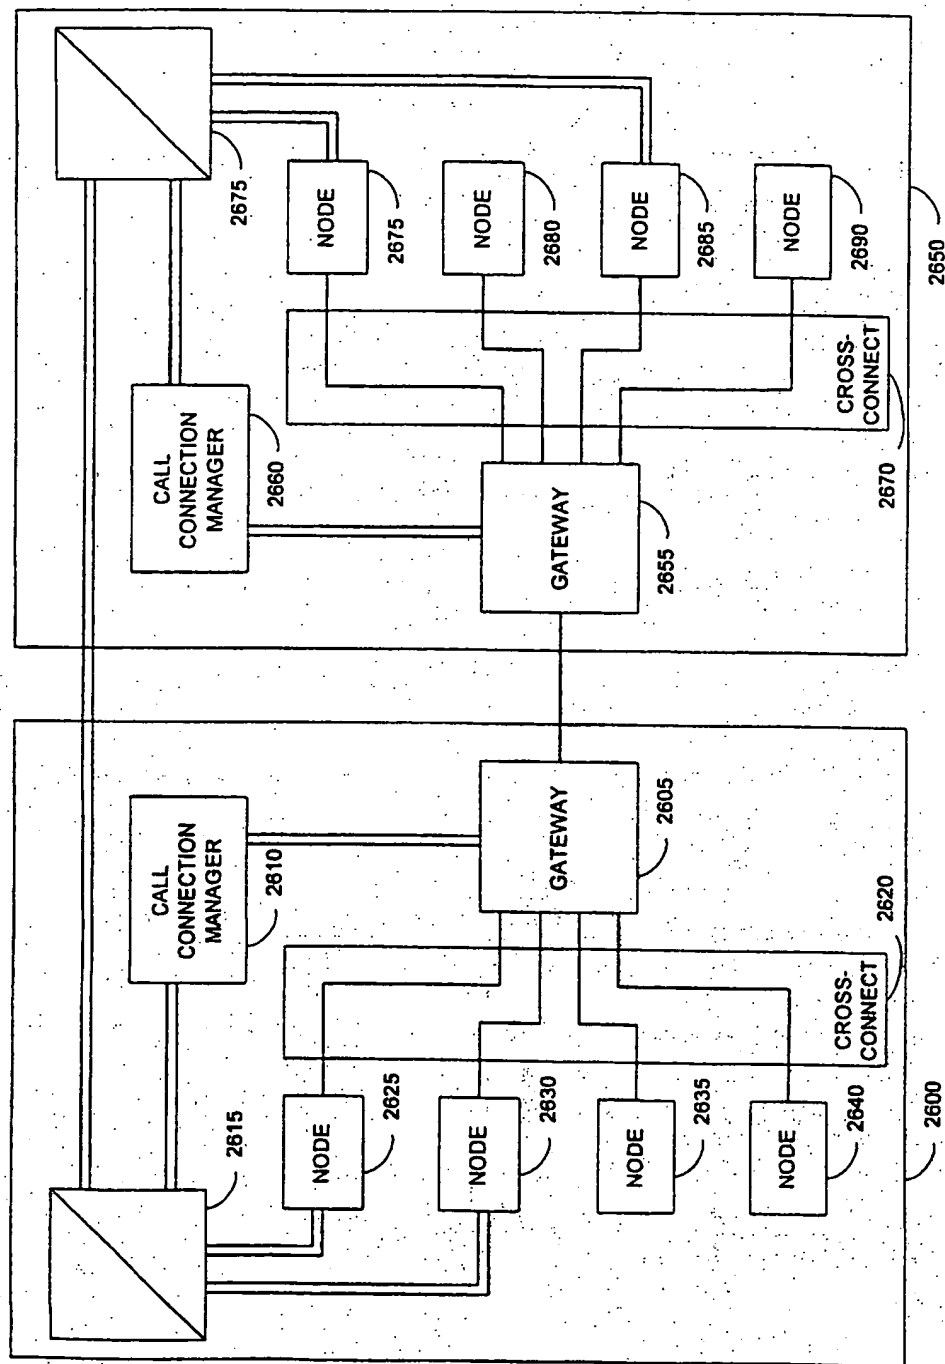 2615
CALL
CONNECTION
MANAGER
2610
NODE
2625
NODE
2630
NODE
2635
NODE
2640
GATEWAY
2605
CROSS-
CONNECT
2620
2600
2675
CALL
CONNECTION
MANAGER
2660
GATEWAY
2655
NODE
2675
NODE
2680
NODE
2685
NODE
2690
CROSS-
CONNECT
2670
2650